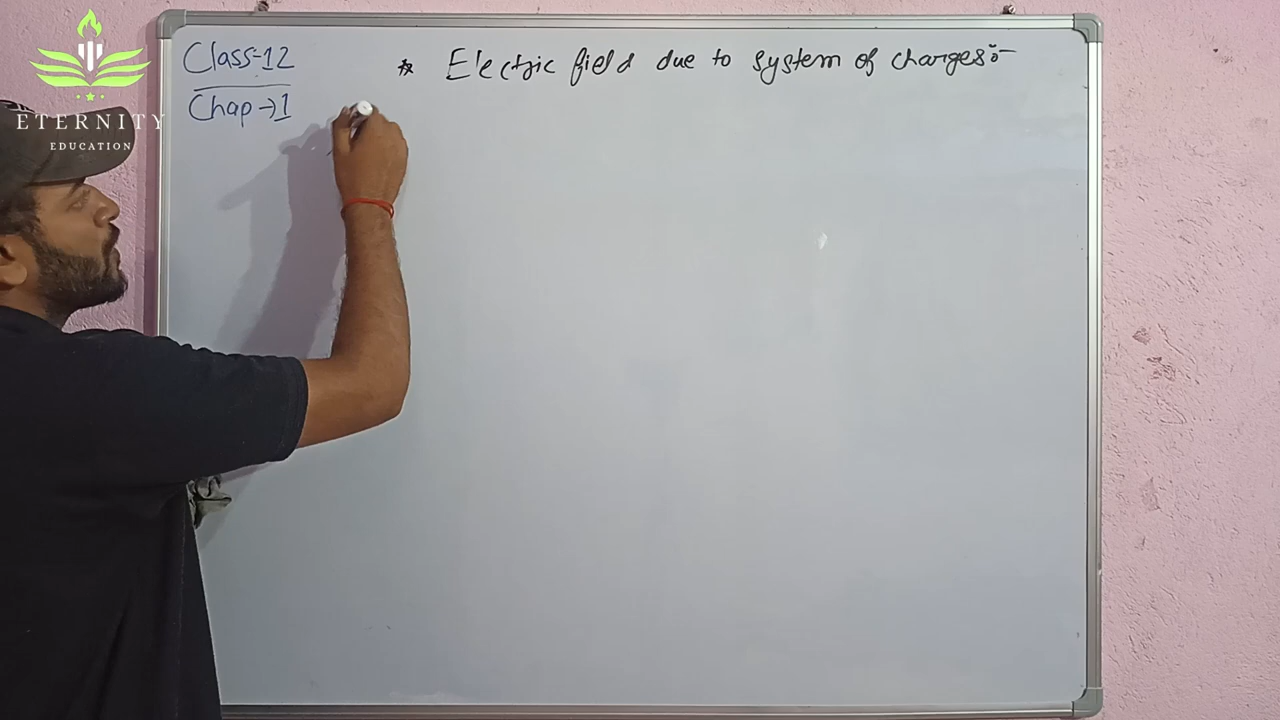 Class-12
Chap→1
* Electric field due to system of charges:-
ETERNITY
EDUCATION